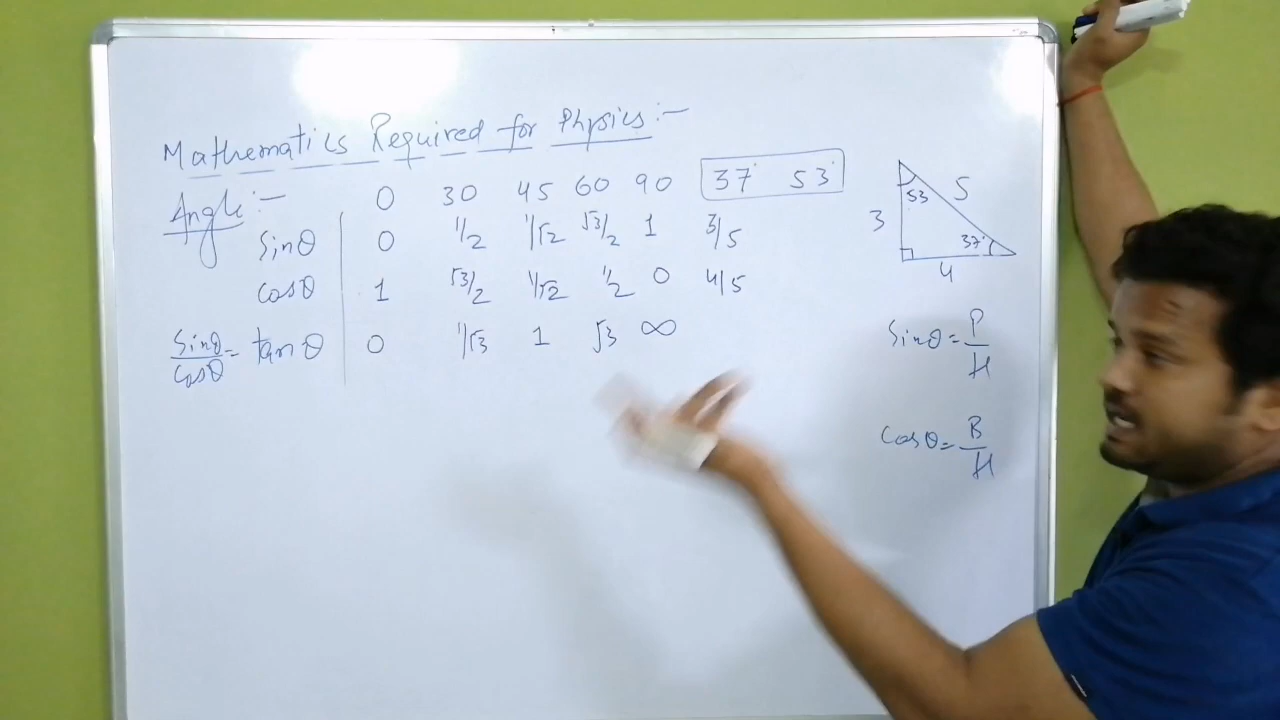 Mathematics Required for Physics:-
Angle:- 0 30 45 60 90 37° 53°
Sinθ 0 1/2 1/√2 √3/2 1 3/5
cosθ 1 √3/2 1/√2 1/2 0 4/5
Sinθ/cosθ = tanθ 0 1/√3 1 √3 ∞
53 5
3 37°
4
Sinθ = P/H
Cosθ = B/H